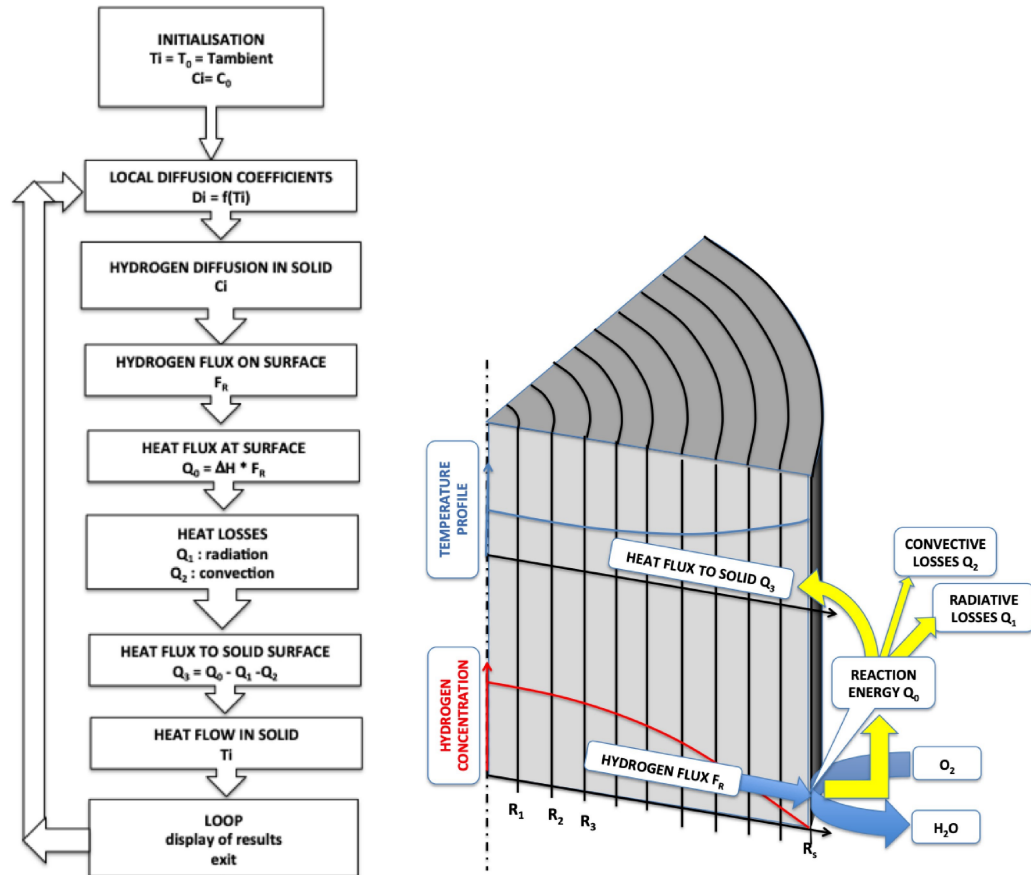 INITIALISATION
Ti = T₀ = Tambient
Ci= C₀
LOCAL DIFFUSION COEFFICIENTS
Di = f(Ti)
HYDROGEN DIFFUSION IN SOLID
Ci
HYDROGEN FLUX ON SURFACE
F_R
HEAT FLUX AT SURFACE
Q₀ = ΔH * F_R
HEAT LOSSES
Q₁ : radiation
Q₂ : convection
HEAT FLUX TO SOLID SURFACE
Q₃ = Q₀ - Q₁ -Q₂
HEAT FLOW IN SOLID
Ti
LOOP
display of results
exit
TEMPERATURE
PROFILE
HEAT FLUX TO SOLID Q₃
CONVECTIVE
LOSSES Q₂
RADIATIVE
LOSSES Q₁
REACTION
ENERGY Q₀
HYDROGEN
CONCENTRATION
HYDROGEN FLUX F_R
O₂
H₂O
R₁
R₂
R₃
R_s